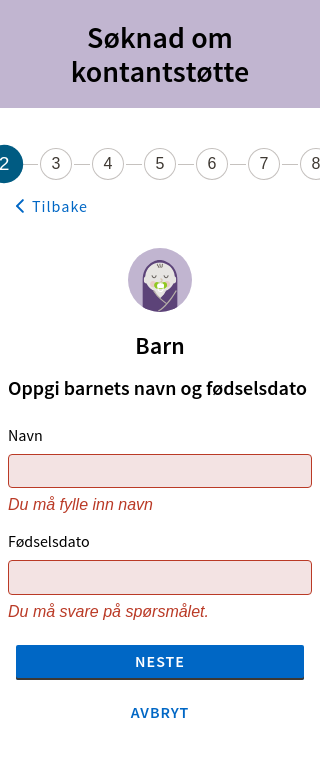 Søknad om
kontantstøtte
2 3 4 5 6 7 8
Tilbake
Barn
Oppgi barnets navn og fødselsdato
Navn
Du må fylle inn navn
Fødselsdato
Du må svare på spørsmålet.
NESTE
AVBRYT